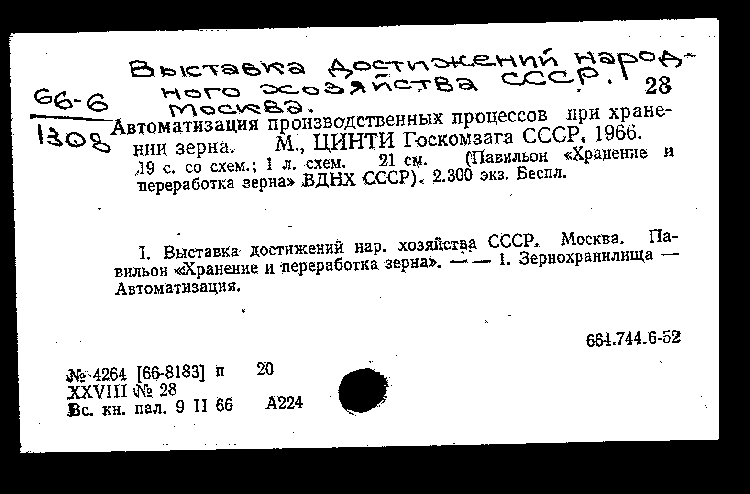 Выставка достижений народ-
ного хозяйства СССР.
Москва.
66-6
1308
28
Автоматизация производственных процессов при хране-
нии зерна. М., ЦИНТИ Госкомзага СССР, 1966.
19 с. со схем.; 1 л. схем. 21 см. (Павильон «Хранение и
переработка зерна» ВДНХ СССР). 2.300 экз. Беспл.
I. Выставка достижений нар. хозяйства СССР. Москва. Па-
вильон «Хранение и переработка зерна». — — 1. Зернохранилища —
Автоматизация.
664.744.6-52
№ 4264 [66-8183] п 20
XXVIII № 28
Вс. кн. пал. 9 II 66 А224